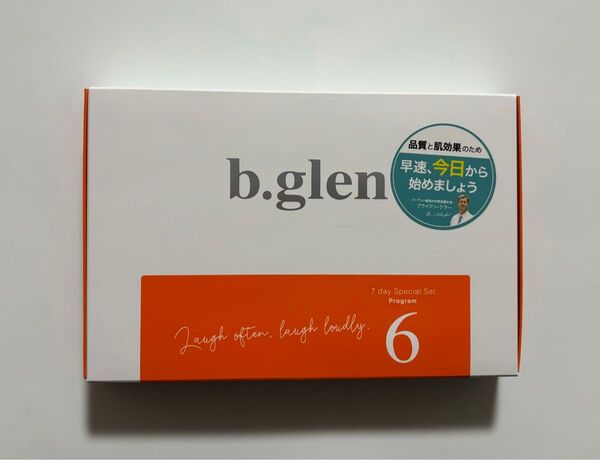 b.glen
品質と肌効果のため
早速、今日から
始めましょう
ブライアン・ケラー
7 day Special Set
Program
6
Laugh often, laugh loudly.